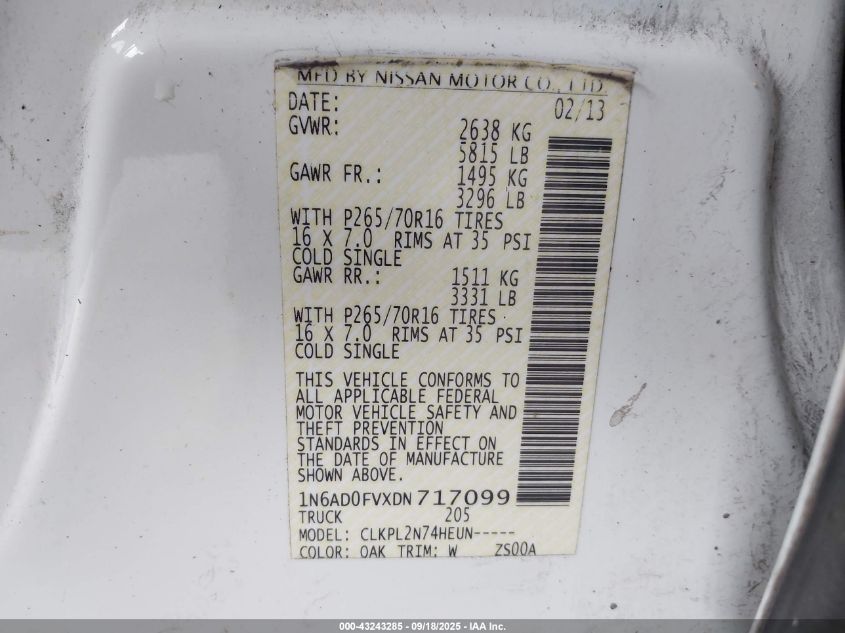 MFD BY NISSAN MOTOR CO., LTD.
DATE: 02/13
GVWR: 2638 KG
5815 LB
GAWR FR.: 1495 KG
3296 LB
WITH P265/70R16 TIRES
16 X 7.0 RIMS AT 35 PSI
COLD SINGLE
GAWR RR.: 1511 KG
3331 LB
WITH P265/70R16 TIRES
16 X 7.0 RIMS AT 35 PSI
COLD SINGLE
THIS VEHICLE CONFORMS TO
ALL APPLICABLE FEDERAL
MOTOR VEHICLE SAFETY AND
THEFT PREVENTION
STANDARDS IN EFFECT ON
THE DATE OF MANUFACTURE
SHOWN ABOVE.
1N6AD0FVXDN717099
TRUCK 205
MODEL: CLKPL2N74HEUN-----
COLOR: QAK TRIM: W ZS00A
000-43243285 - 09/18/2025 - IAA Inc.